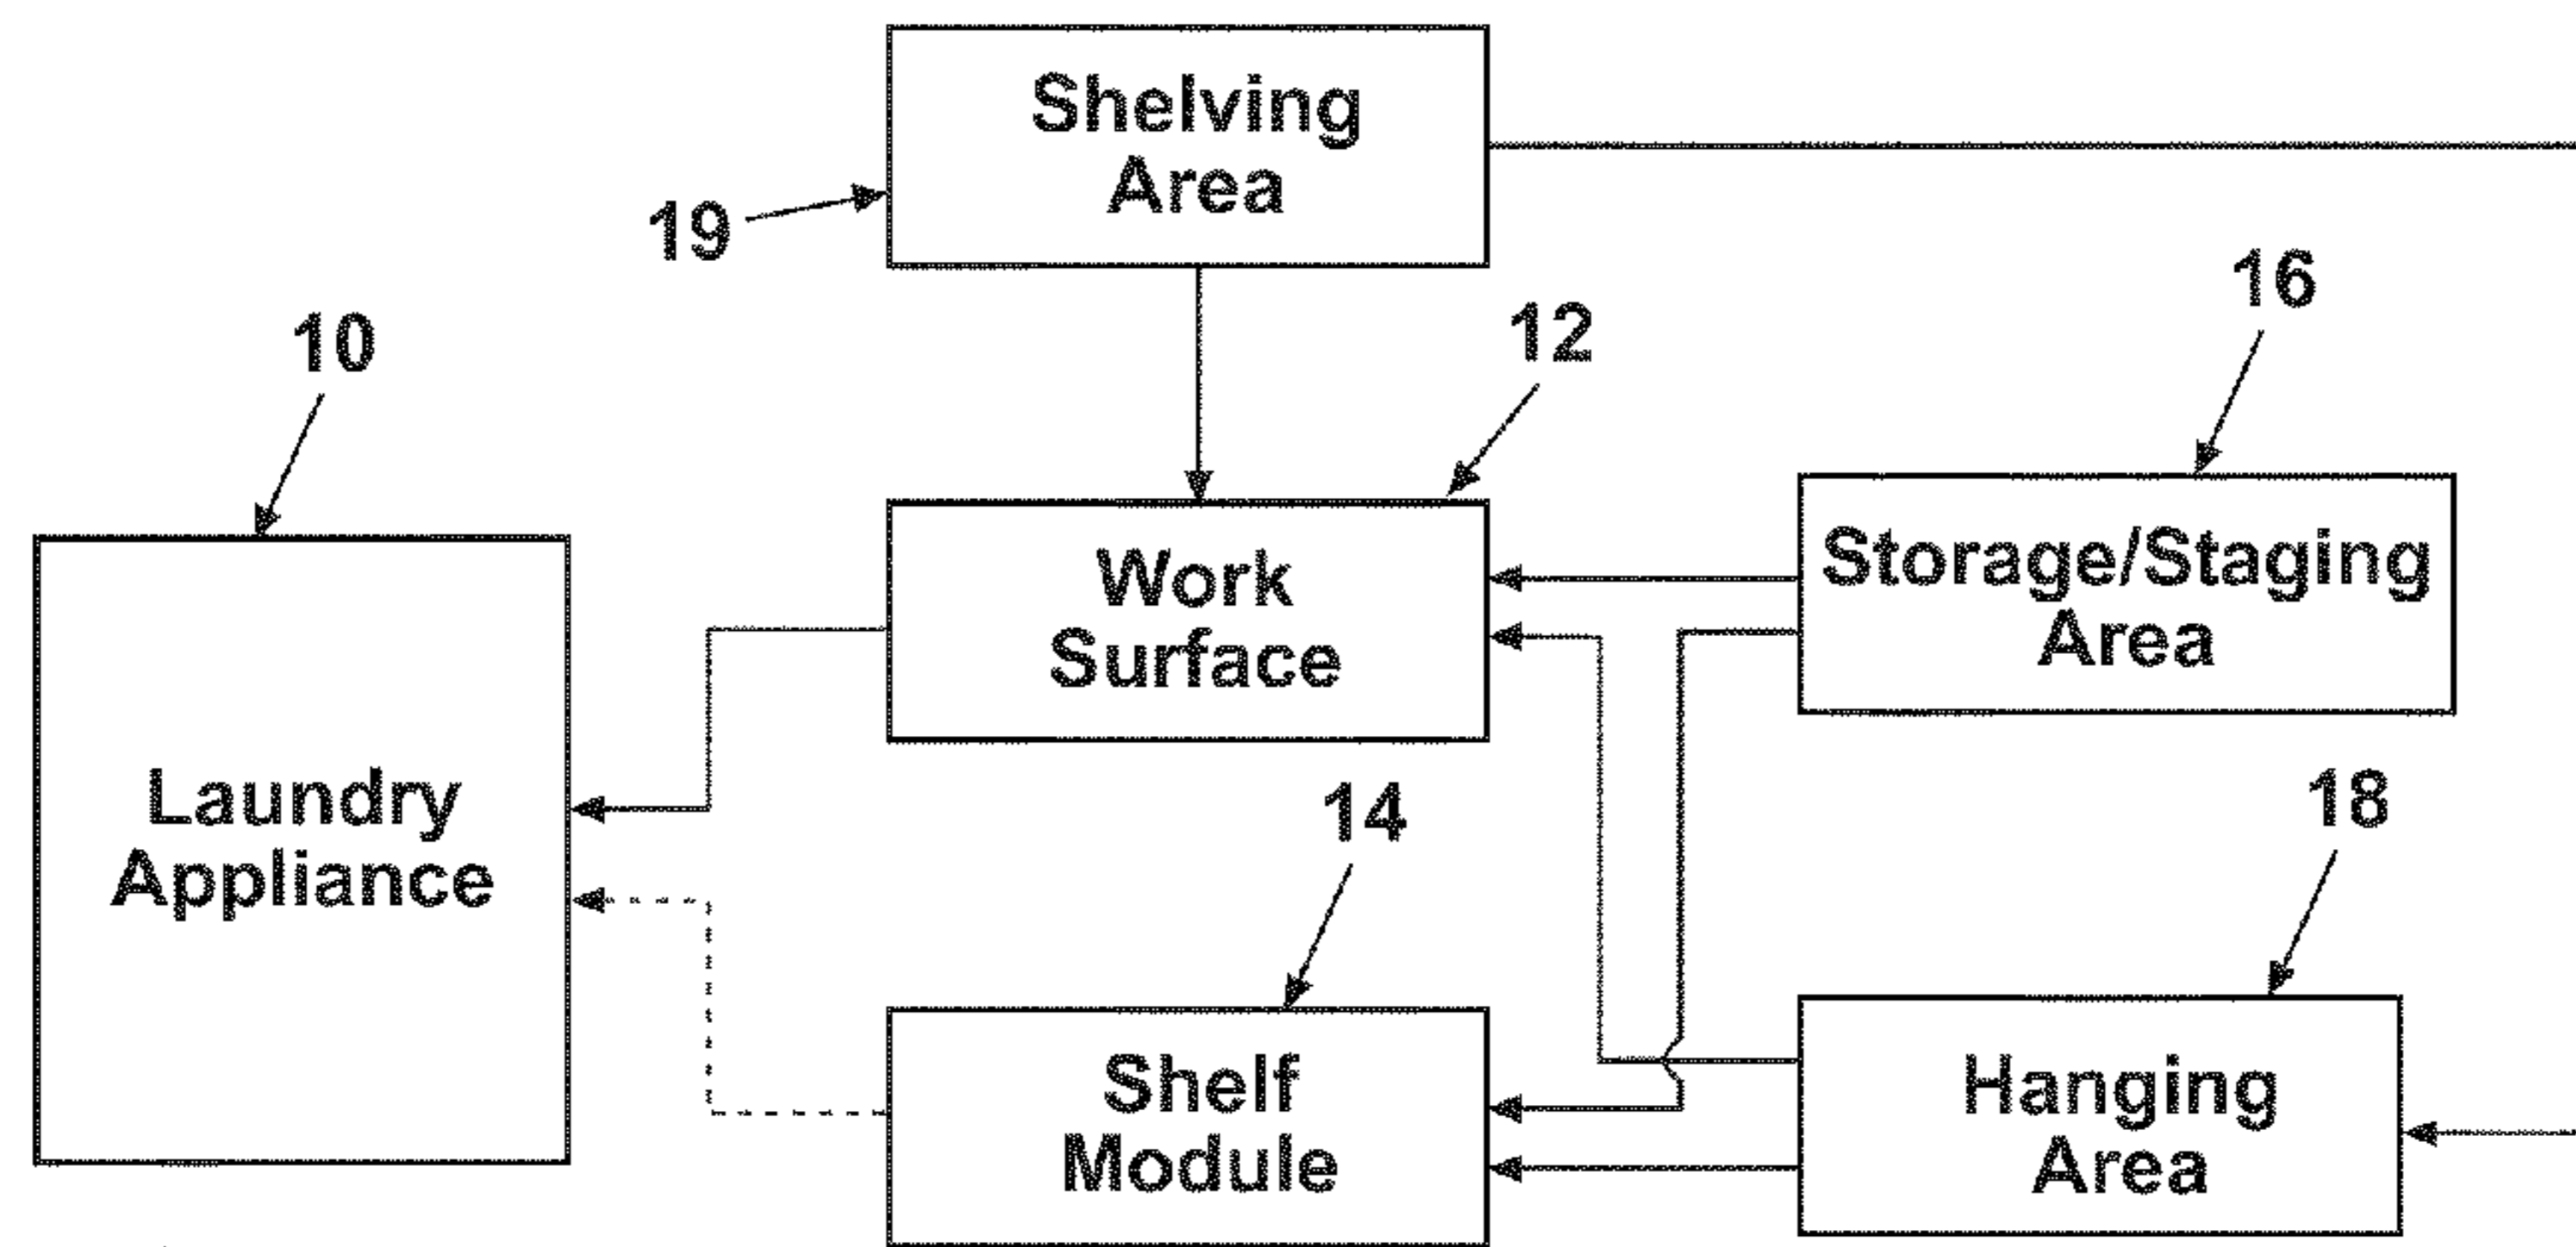 Shelving
Area
19
16
12
10
Work
Surface
Storage/Staging
Area
Laundry
Appliance
14
18
Shelf
Module
Hanging
Area